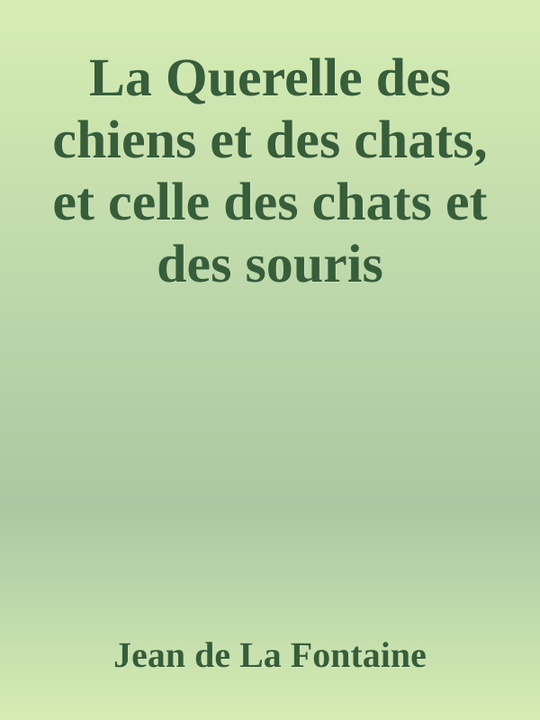 La Querelle des
chiens et des chats,
et celle des chats et
des souris
Jean de La Fontaine